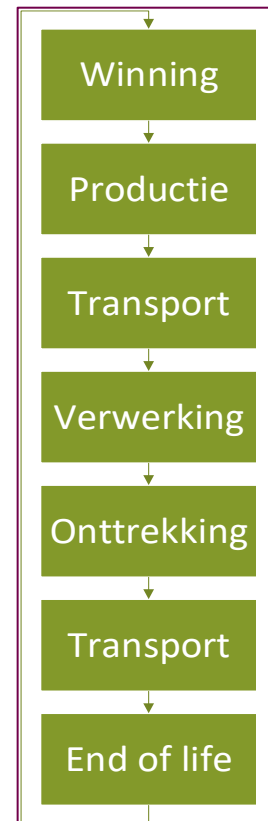 Winning
Productie
Transport
Verwerking
Onttrekking
Transport
End of life